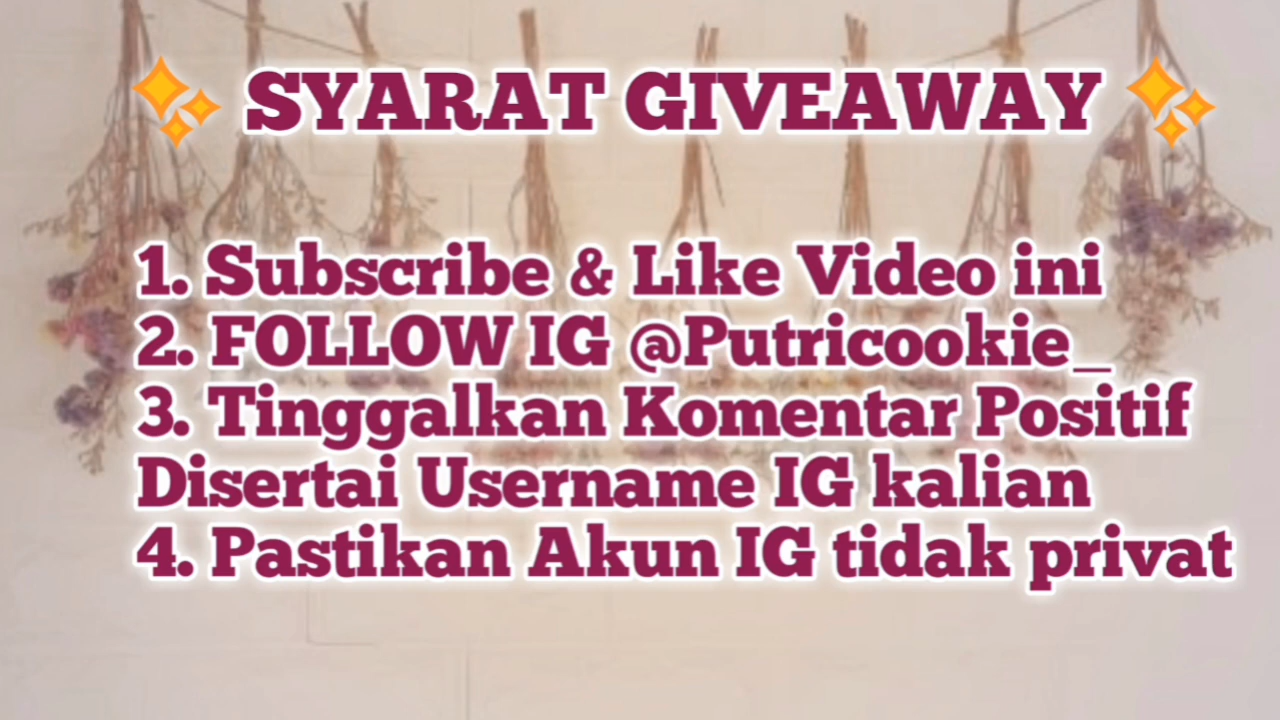 ✨ SYARAT GIVEAWAY ✨
1. Subscribe & Like Video ini
2. FOLLOW IG @Putricookie_
3. Tinggalkan Komentar Positif
Disertai Username IG kalian
4. Pastikan Akun IG tidak privat